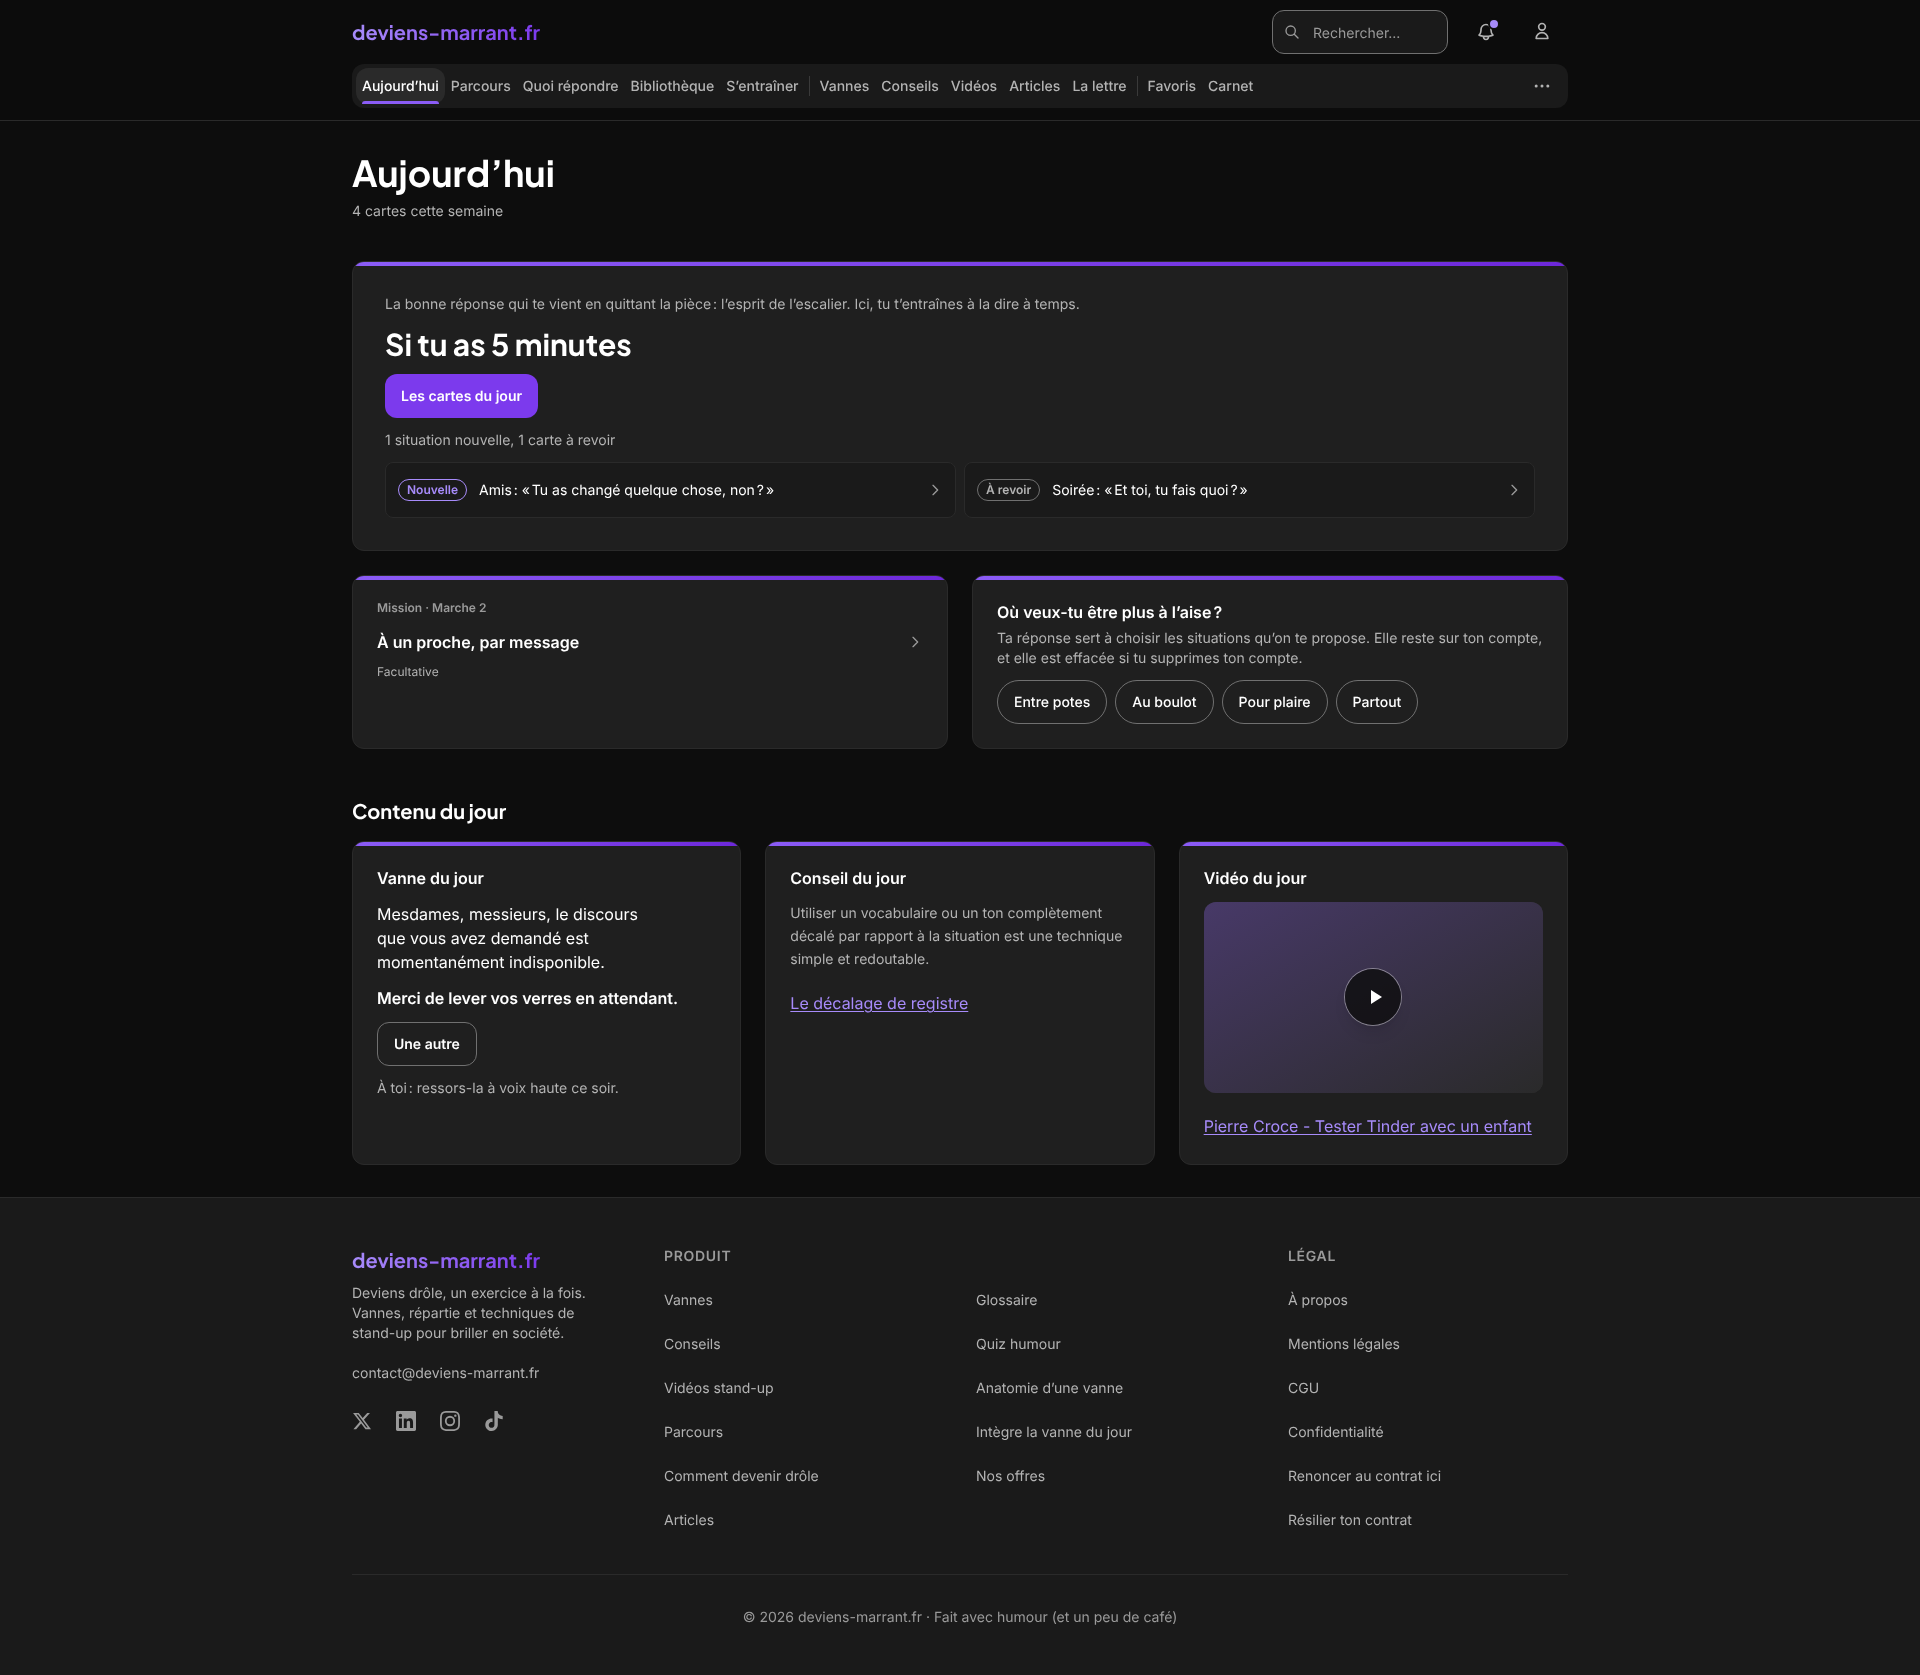 deviens-marrant.fr
Rechercher...
Aujourd’hui
Parcours
Quoi répondre
Bibliothèque
S’entraîner
Vannes
Conseils
Vidéos
Articles
La lettre
Favoris
Carnet
Aujourd’hui
4 cartes cette semaine
La bonne réponse qui te vient en quittant la pièce : l’esprit de l’escalier. Ici, tu t’entraînes à la dire à temps.
Si tu as 5 minutes
Les cartes du jour
1 situation nouvelle, 1 carte à revoir
Nouvelle
Amis : « Tu as changé quelque chose, non ? »
À revoir
Soirée : « Et toi, tu fais quoi ? »
Mission · Marche 2
À un proche, par message
Facultative
Où veux-tu être plus à l’aise ?
Ta réponse sert à choisir les situations qu’on te propose. Elle reste sur ton compte,
et elle est effacée si tu supprimes ton compte.
Entre potes
Au boulot
Pour plaire
Partout
Contenu du jour
Vanne du jour
Mesdames, messieurs, le discours
que vous avez demandé est
momentanément indisponible.
Merci de lever vos verres en attendant.
Une autre
À toi : ressors-la à voix haute ce soir.
Conseil du jour
Utiliser un vocabulaire ou un ton complètement
décalé par rapport à la situation est une technique
simple et redoutable.
Le décalage de registre
Vidéo du jour
Pierre Croce - Tester Tinder avec un enfant
deviens-marrant.fr
Deviens drôle, un exercice à la fois.
Vannes, répartie et techniques de
stand-up pour briller en société.
contact@deviens-marrant.fr
PRODUIT
Vannes
Conseils
Vidéos stand-up
Parcours
Comment devenir drôle
Articles
Glossaire
Quiz humour
Anatomie d’une vanne
Intègre la vanne du jour
Nos offres
LÉGAL
À propos
Mentions légales
CGU
Confidentialité
Renoncer au contrat ici
Résilier ton contrat
© 2026 deviens-marrant.fr · Fait avec humour (et un peu de café)